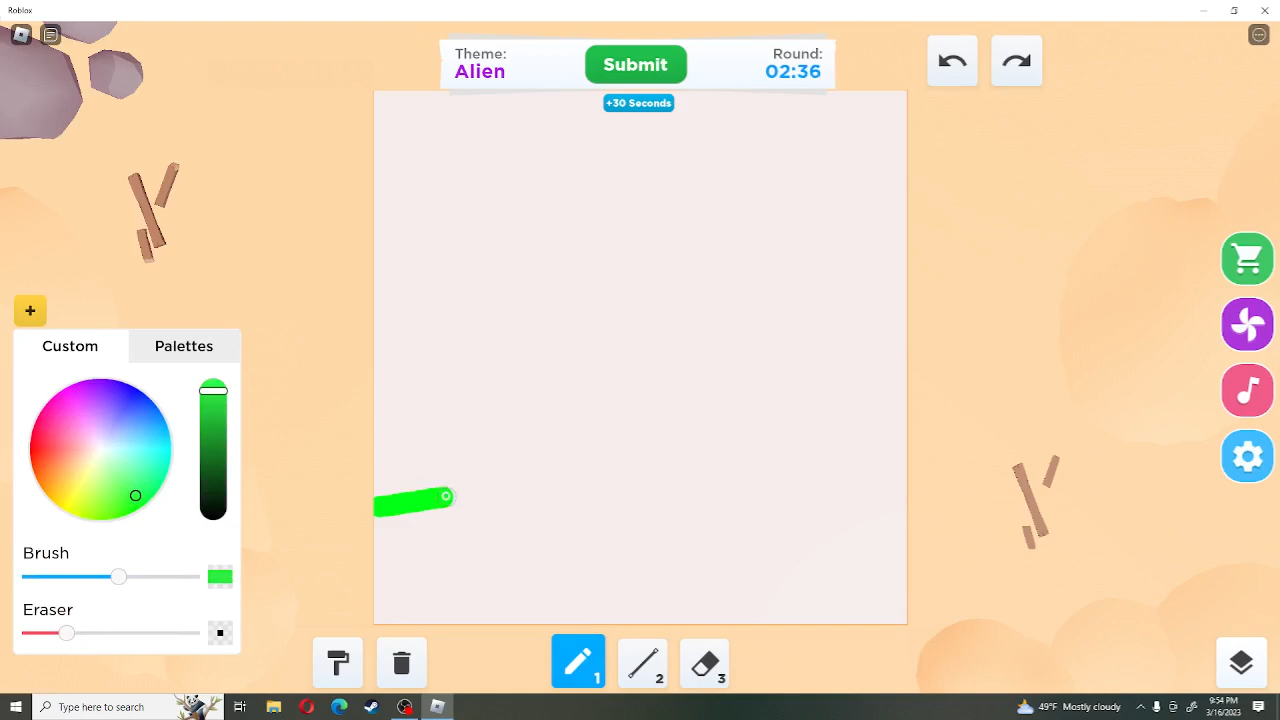 Roblox
Theme:
Alien
Submit
Round:
02:36
+30 Seconds
+
Custom
Palettes
Brush
Eraser
1
2
3
Type here to search
49°F Mostly cloudy
9:54 PM
3/16/2023